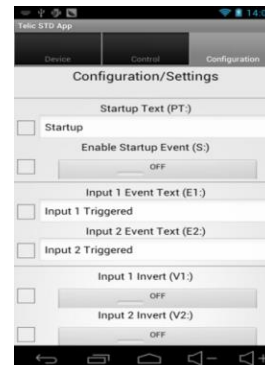 14:0
Telic STD App
Device Control Configuration
Configuration/Settings
Startup Text (PT:)
Startup
Enable Startup Event (S:)
OFF
Input 1 Event Text (E1:)
Input 1 Triggered
Input 2 Event Text (E2:)
Input 2 Triggered
Input 1 Invert (V1:)
OFF
Input 2 Invert (V2:)
OFF